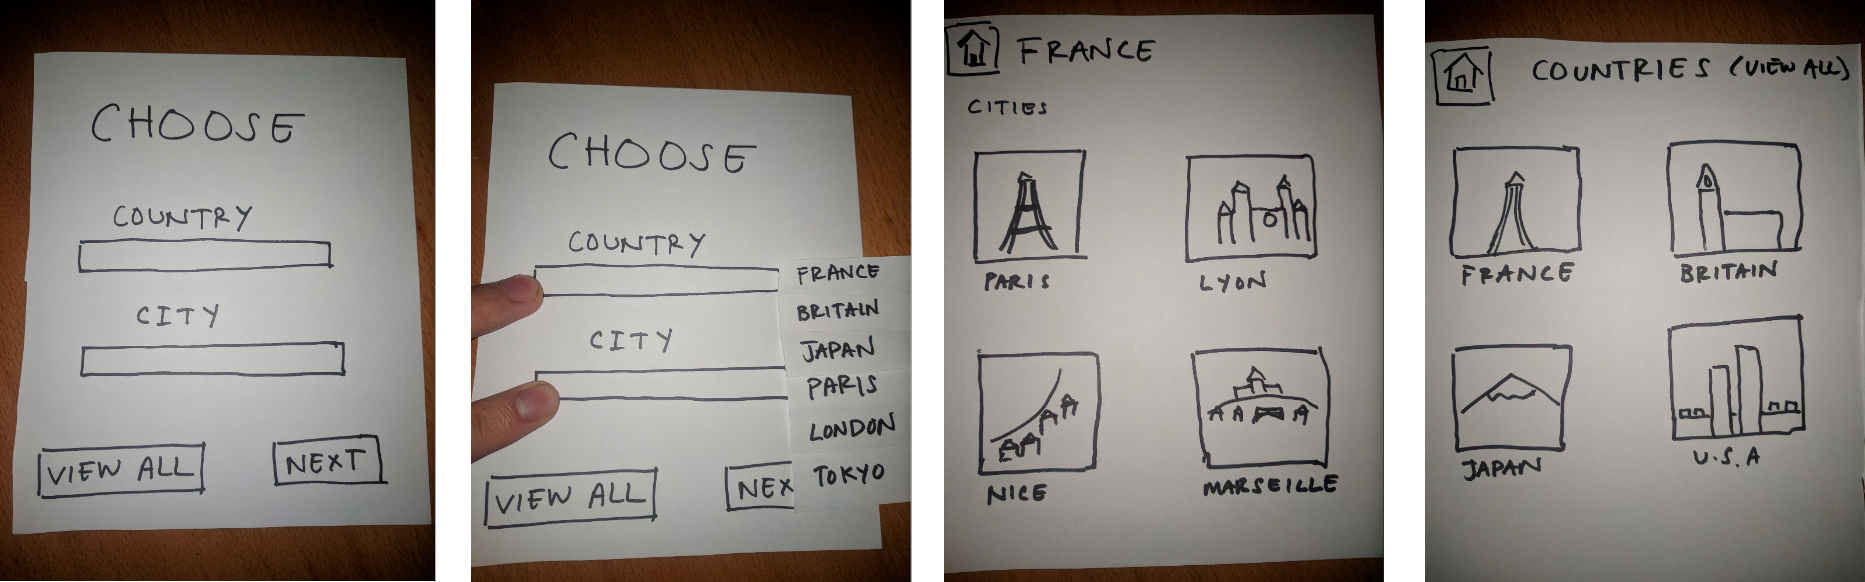 CHOOSE
COUNTRY
CITY
VIEW ALL
NEXT
CHOOSE
COUNTRY
CITY
VIEW ALL
NEX
FRANCE
BRITAIN
JAPAN
PARIS
LONDON
TOKYO
FRANCE
CITIES
PARIS
LYON
NICE
MARSEILLE
COUNTRIES (VIEW ALL)
FRANCE
BRITAIN
JAPAN
U.S.A